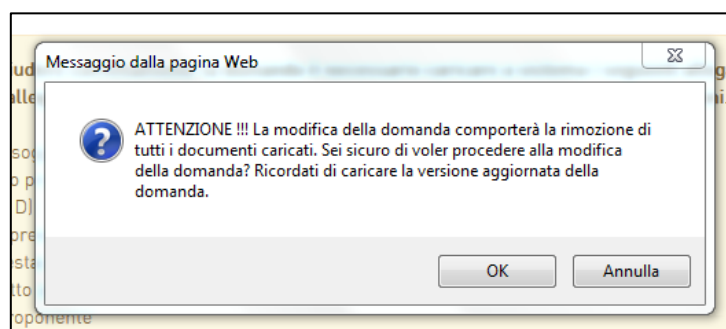 Messaggio dalla pagina Web
ATTENZIONE !!! La modifica della domanda comporterà la rimozione di
tutti i documenti caricati. Sei sicuro di voler procedere alla modifica
della domanda? Ricordati di caricare la versione aggiornata della
domanda.
OK Annulla
roponente